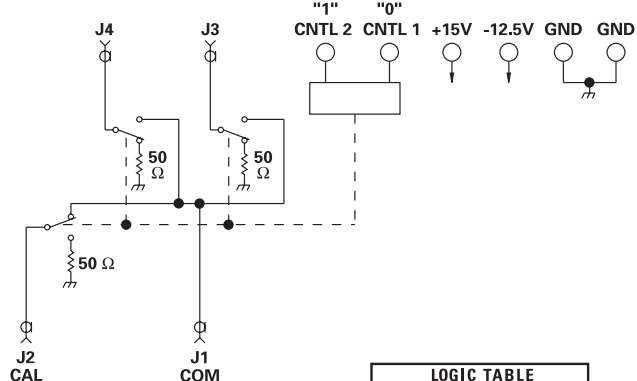 "1" "0"
J4 J3 CNTL 2 CNTL 1 +15V -12.5V GND GND
50 Ω 50 Ω
50 Ω
J2 CAL J1 COM
LOGIC TABLE